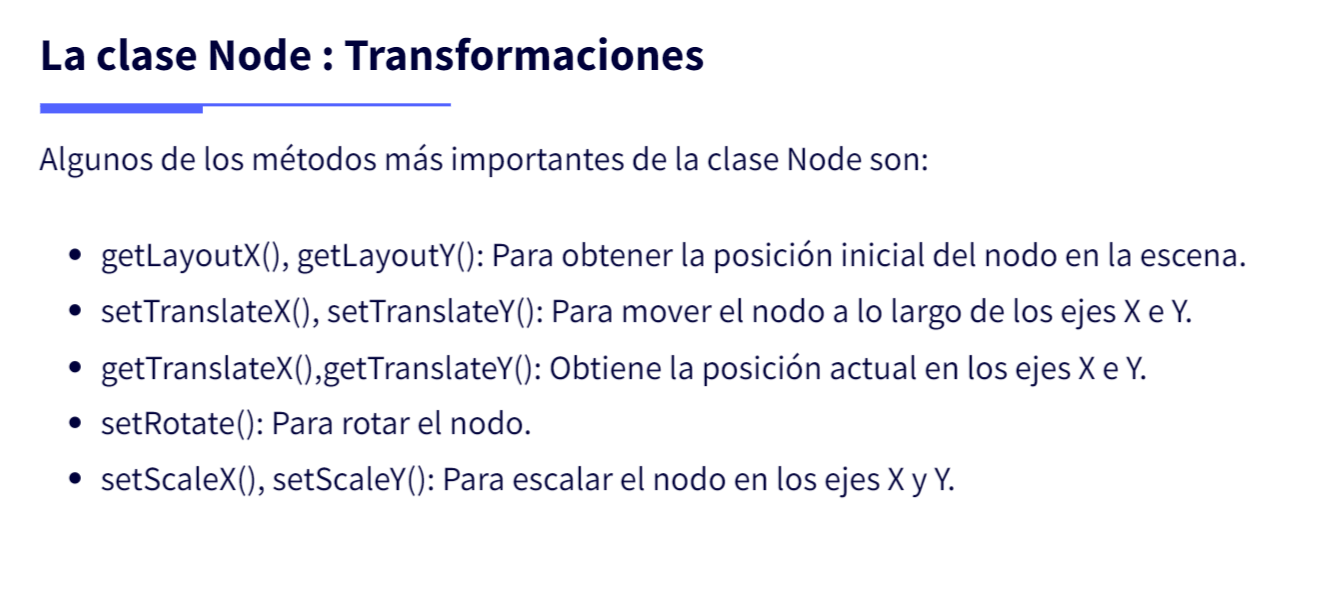 La clase Node : Transformaciones
Algunos de los métodos más importantes de la clase Node son:
• getLayoutX(), getLayoutY(): Para obtener la posición inicial del nodo en la escena.
• setTranslateX(), setTranslateY(): Para mover el nodo a lo largo de los ejes X e Y.
• getTranslateX(),getTranslateY(): Obtiene la posición actual en los ejes X e Y.
• setRotate(): Para rotar el nodo.
• setScaleX(), setScaleY(): Para escalar el nodo en los ejes X y Y.